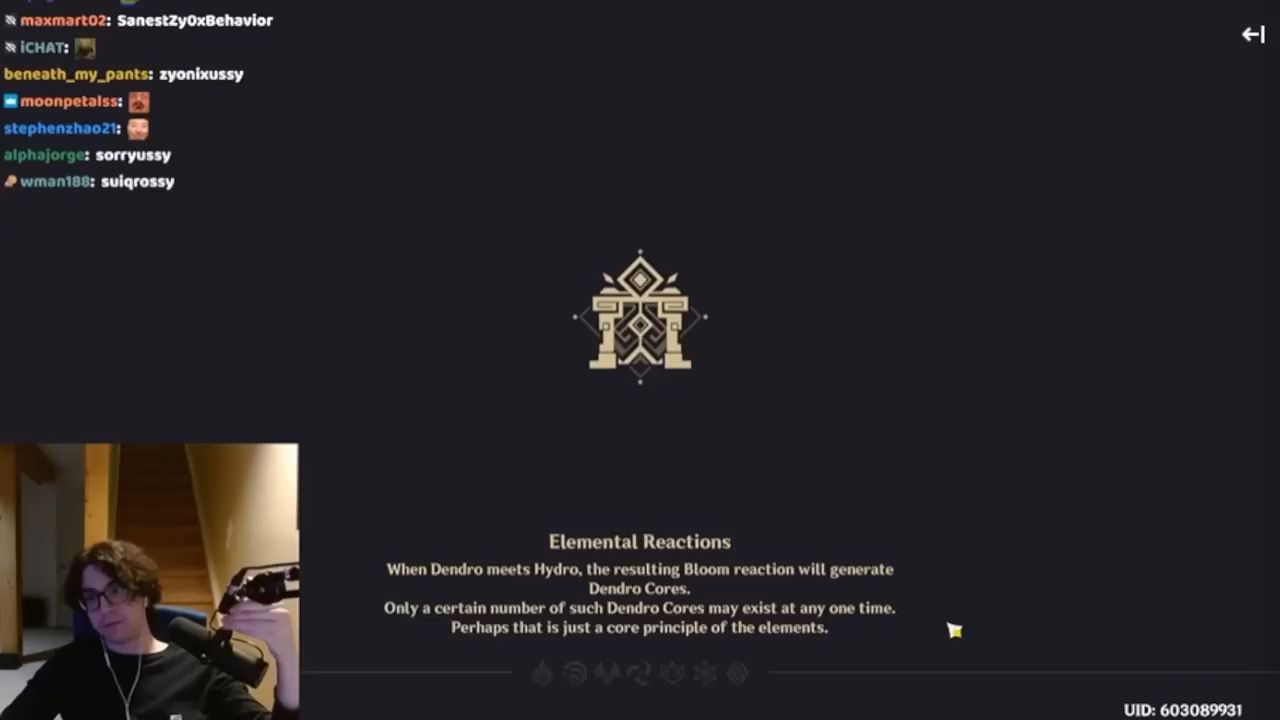 maxmart02: SanestZy0xBehavior
iCHAT:
beneath_my_pants: zyonixussy
moonpetalss:
stephenzhao21:
alphajorge: sorryussy
wman188: suiqrossy
Elemental Reactions
When Dendro meets Hydro, the resulting Bloom reaction will generate
Dendro Cores.
Only a certain number of such Dendro Cores may exist at any one time.
Perhaps that is just a core principle of the elements.
UID: 603089931